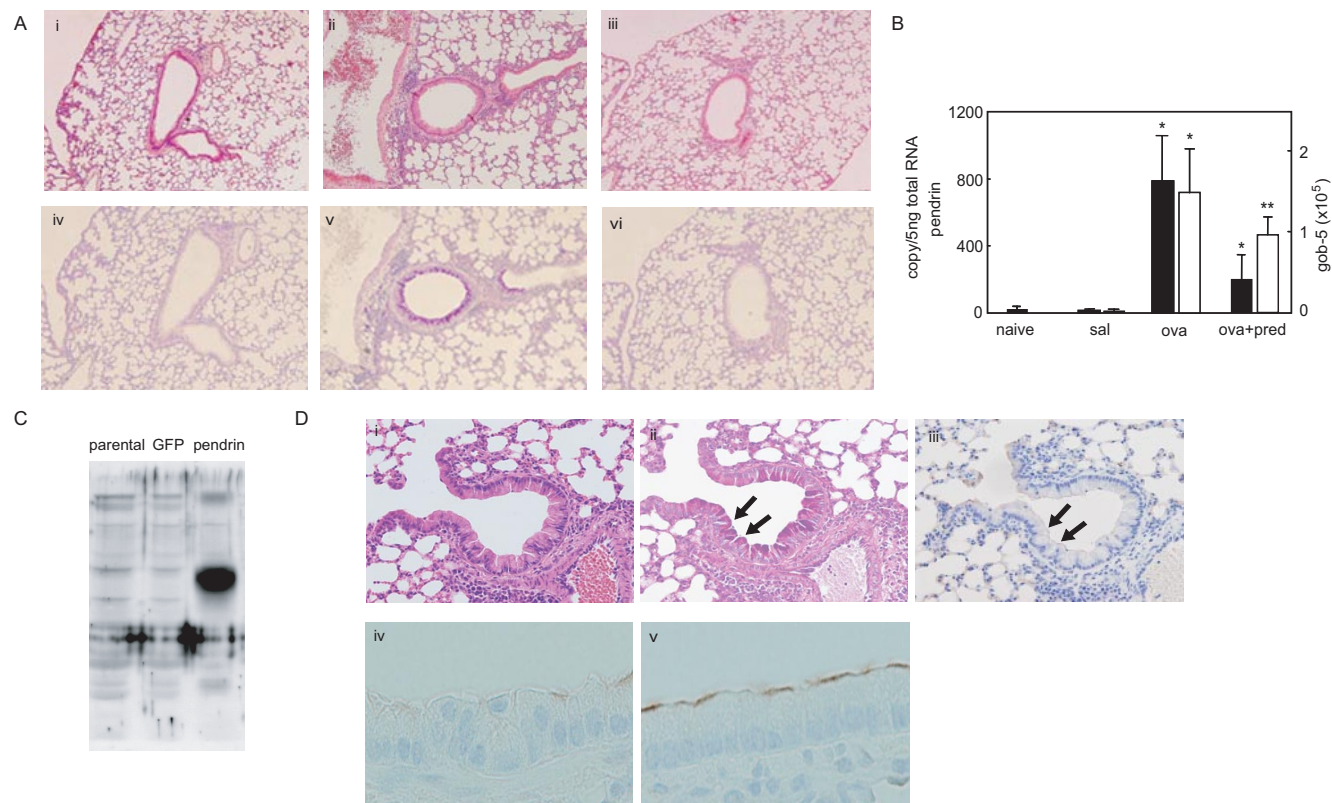 A
i
ii
iii
iv
v
vi
B
copy/5ng total RNA
pendrin
1200
800
400
0
2
1
0
gob-5 (x10⁵)
*
*
*
**
naive
sal
ova
ova+pred
C
parental GFP pendrin
D
i
ii
iii
iv
v